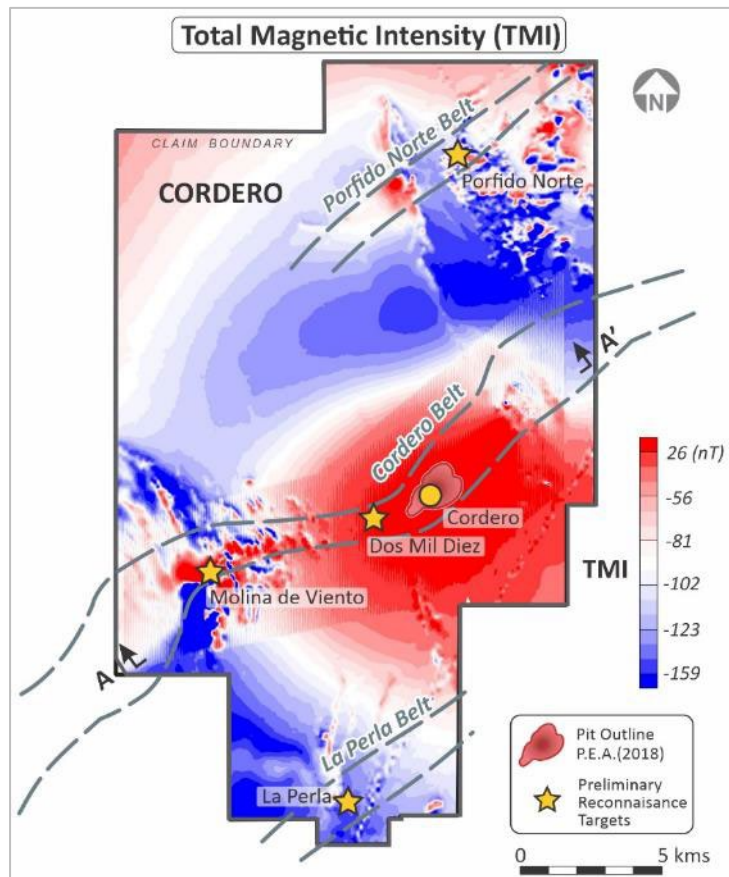 Total Magnetic Intensity (TMI)
N
CLAIM BOUNDARY
CORDERO
Porfido Norte Belt
Porfido Norte
A'
Cordero Belt
Cordero
Dos Mil Diez
Molina de Viento
A
26 (nT)
-56
-81
-102
-123
-159
TMI
La Perla Belt
La Perla
Pit Outline
P.E.A.(2018)
Preliminary
Reconnaisance
Targets
0 5 kms